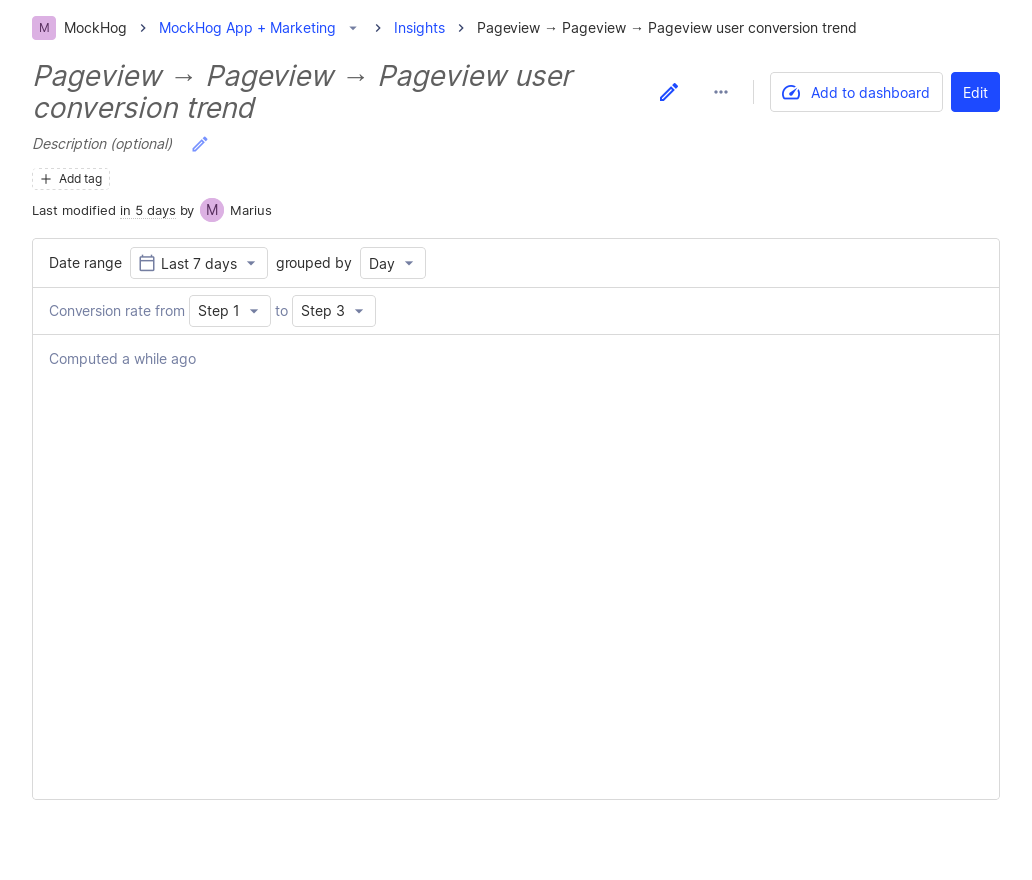 M MockHog MockHog App + Marketing Insights Pageview → Pageview → Pageview user conversion trend
Pageview → Pageview → Pageview user
conversion trend
Add to dashboard Edit
Description (optional)
Add tag
Last modified in 5 days by M Marius
Date range Last 7 days grouped by Day
Conversion rate from Step 1 to Step 3
Computed a while ago